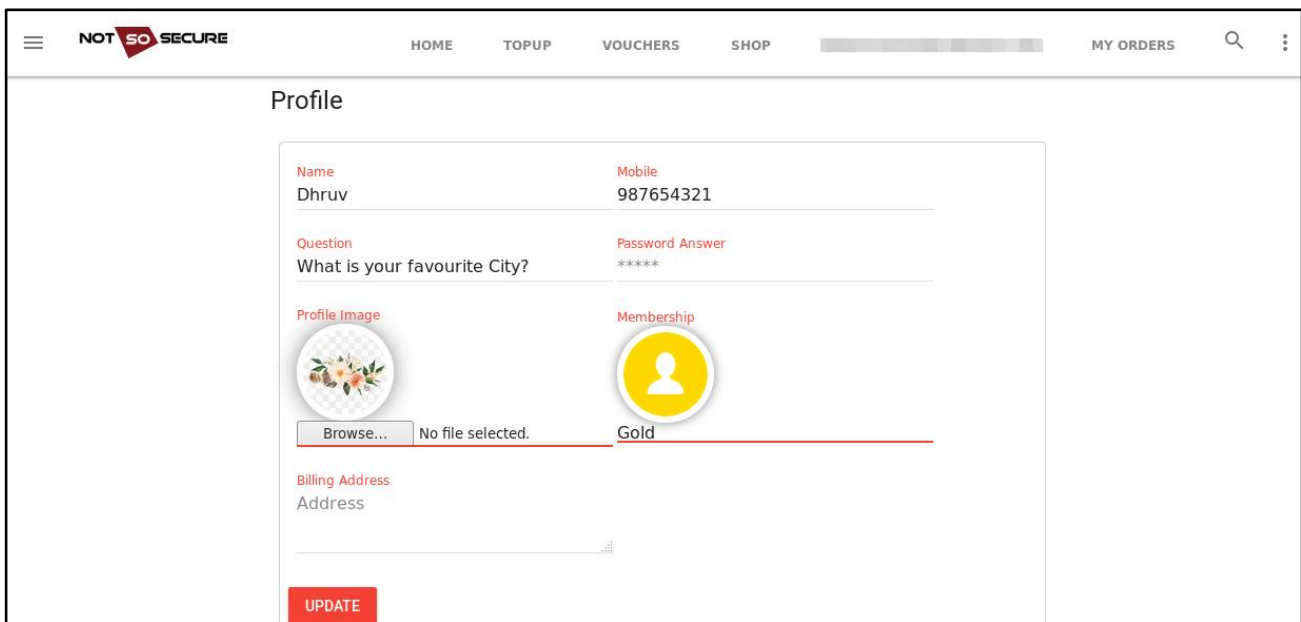 NOT SO SECURE
HOME TOPUP VOUCHERS SHOP MY ORDERS
Profile
Name Mobile
Dhruv 987654321
Question Password Answer
What is your favourite City? *****
Profile Image Membership
Browse... No file selected. Gold
Billing Address
Address
UPDATE